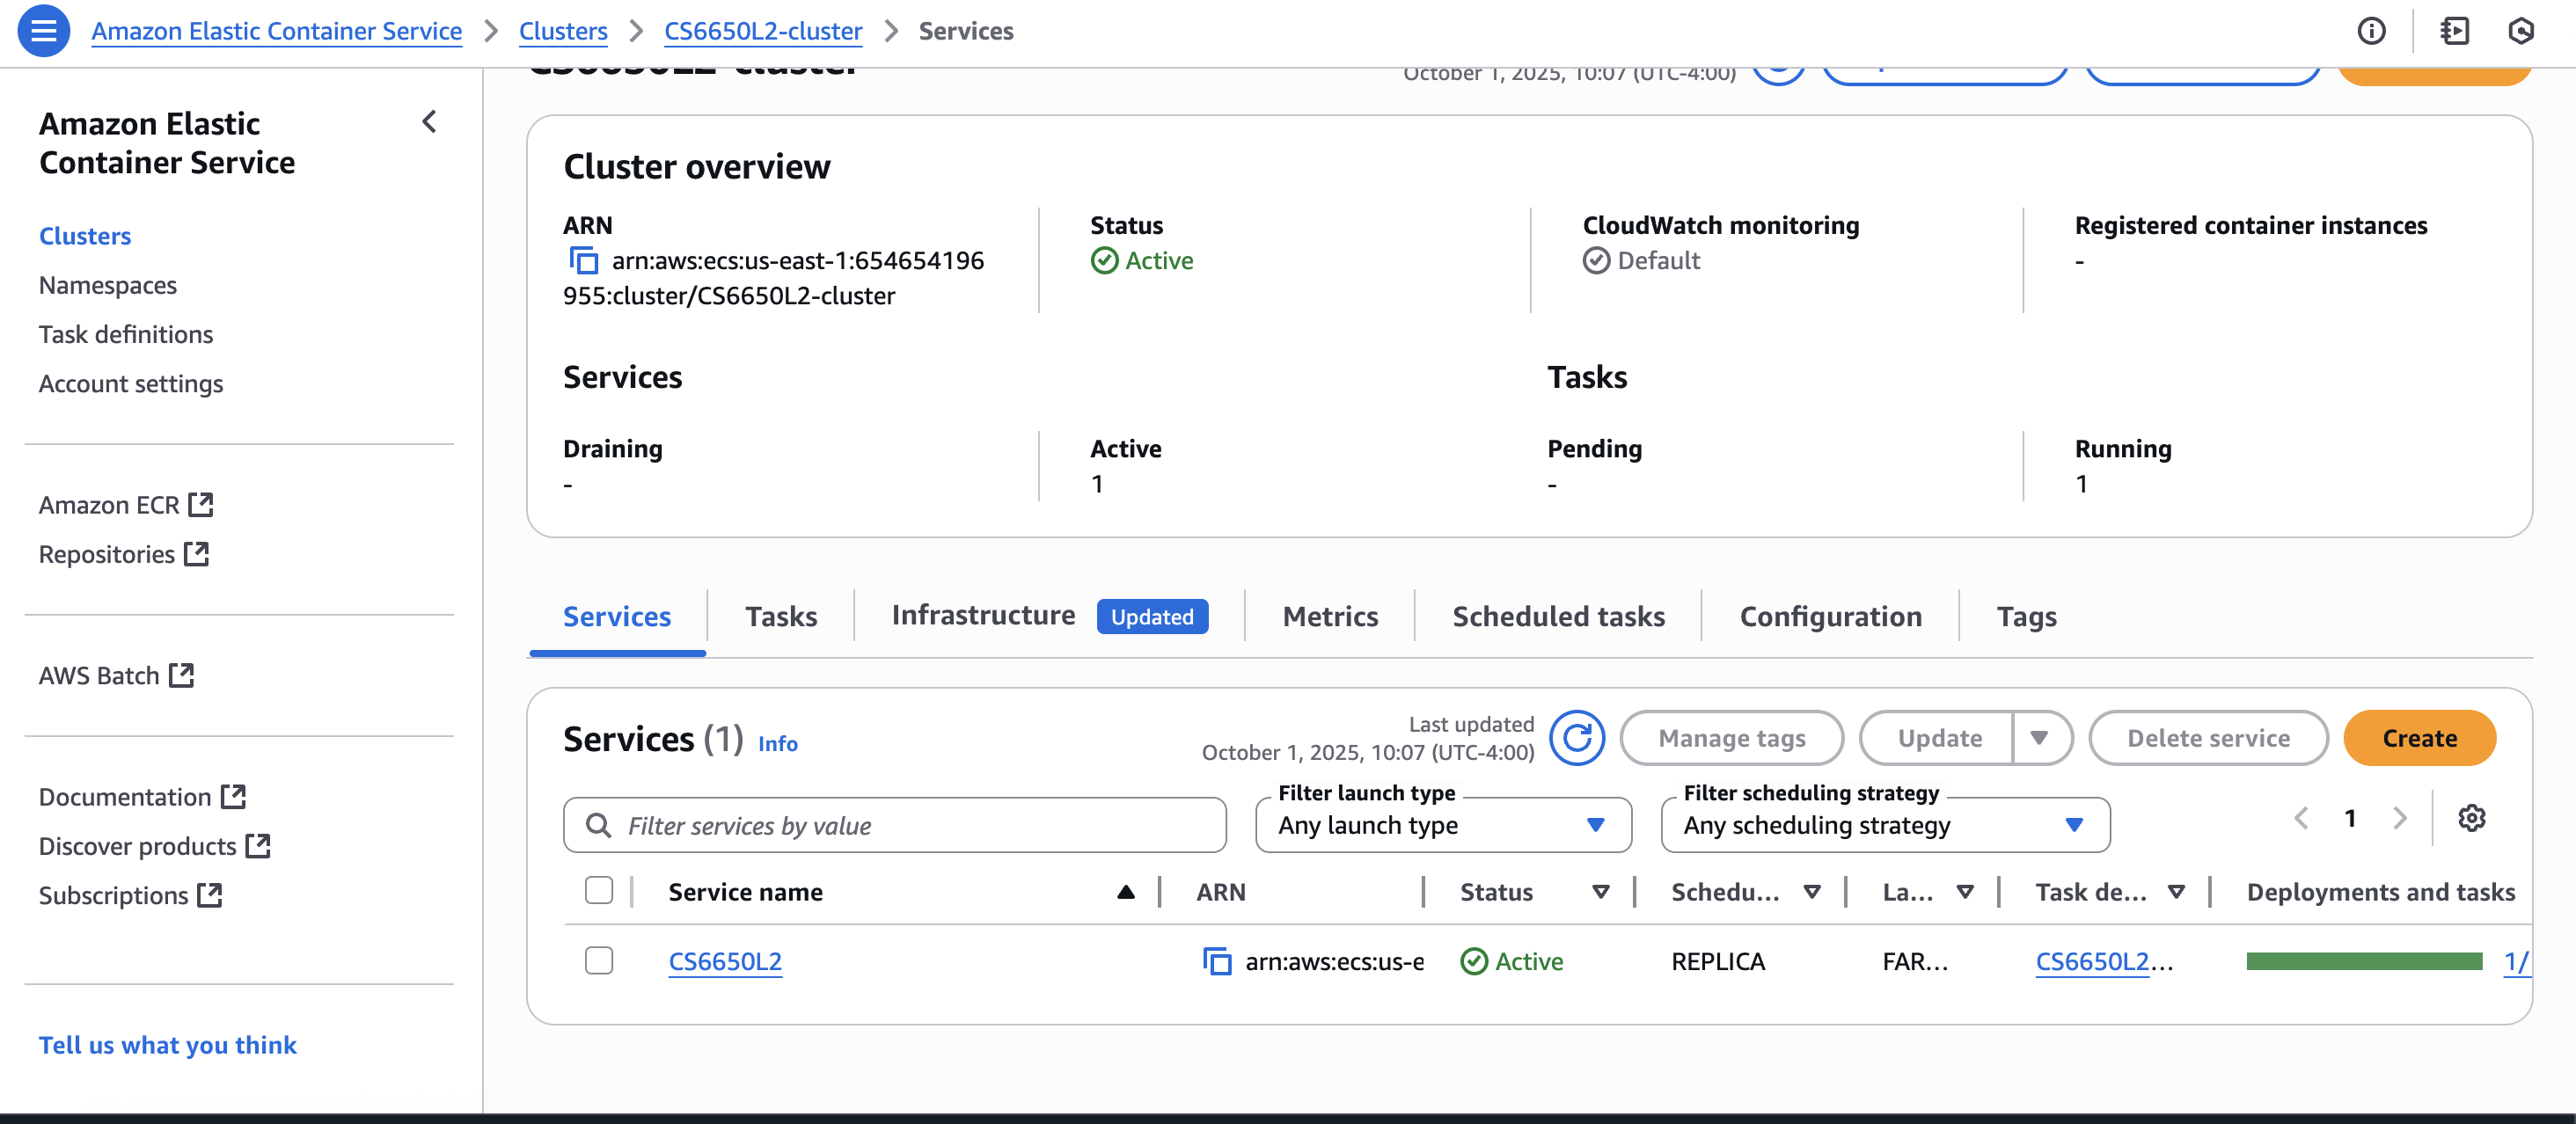 Amazon Elastic Container Service > Clusters > CS6650L2-cluster > Services
CS6650L2-cluster
October 1, 2025, 10:07 (UTC-4:00)
Amazon Elastic
Container Service
Clusters
Namespaces
Task definitions
Account settings
Amazon ECR
Repositories
AWS Batch
Documentation
Discover products
Subscriptions
Tell us what you think
Cluster overview
ARN
arn:aws:ecs:us-east-1:654654196
955:cluster/CS6650L2-cluster
Status
Active
CloudWatch monitoring
Default
Registered container instances
-
Services
Tasks
Draining
-
Active
1
Pending
-
Running
1
Services
Tasks
Infrastructure Updated
Metrics
Scheduled tasks
Configuration
Tags
Services (1) Info
Last updated
October 1, 2025, 10:07 (UTC-4:00)
Manage tags
Update
Delete service
Create
Filter services by value
Filter launch type
Any launch type
Filter scheduling strategy
Any scheduling strategy
1
Service name ARN Status Schedu... La... Task de... Deployments and tasks
CS6650L2 arn:aws:ecs:us-e Active REPLICA FAR... CS6650L2... 1/